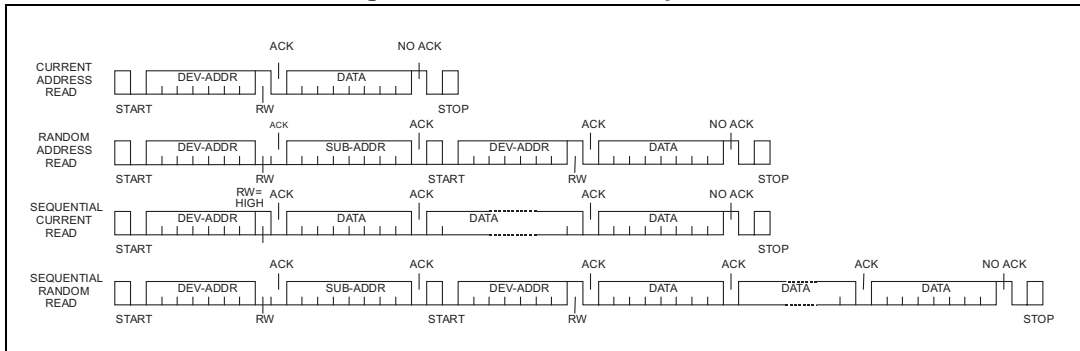 ACK NO ACK
CURRENT
ADDRESS
READ
DEV-ADDR DATA
START RW STOP
ACK ACK ACK NO ACK
RANDOM
ADDRESS
READ
DEV-ADDR SUB-ADDR DEV-ADDR DATA
START RW START RW STOP
RW=
HIGH
ACK ACK ACK NO ACK
SEQUENTIAL
CURRENT
READ
DEV-ADDR DATA DATA DATA
START STOP
ACK ACK ACK ACK ACK NO ACK
SEQUENTIAL
RANDOM
READ
DEV-ADDR SUB-ADDR DEV-ADDR DATA DATA DATA
START RW START RW STOP